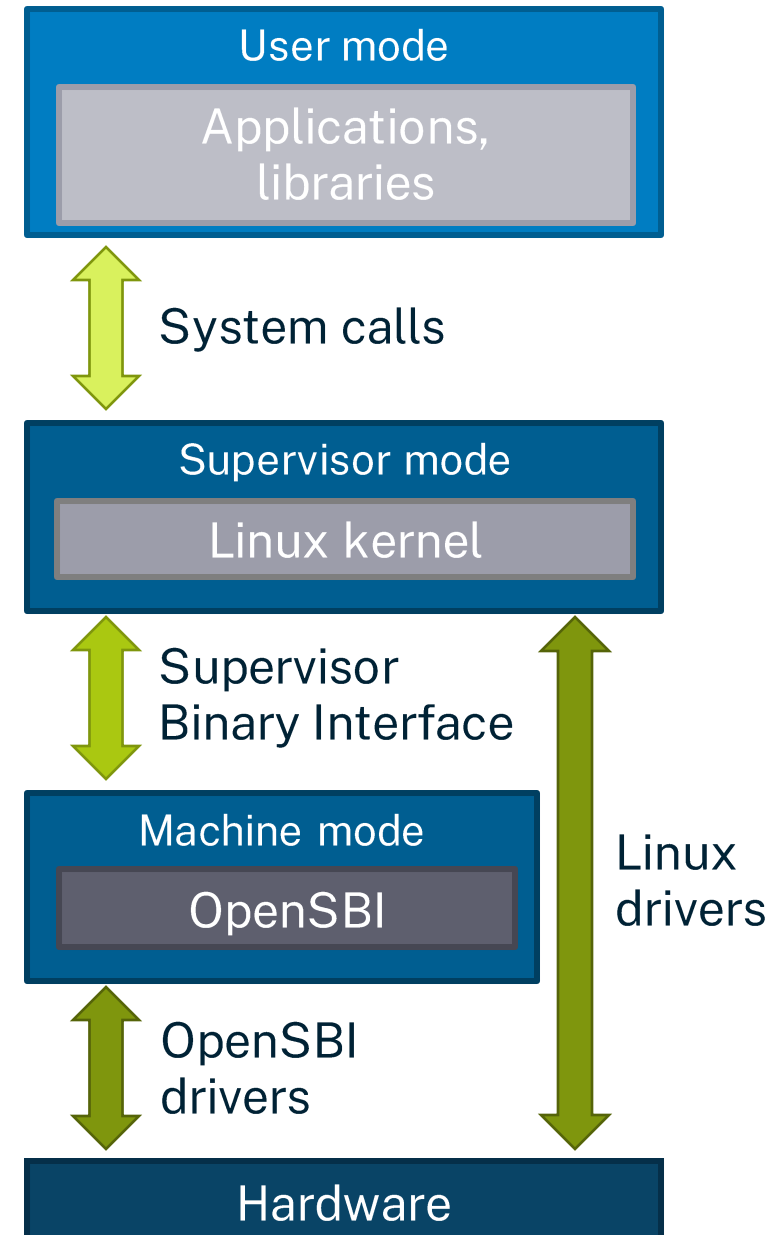 User mode
Applications,
libraries
System calls
Supervisor mode
Linux kernel
Supervisor
Binary Interface
Machine mode
OpenSBI
Linux
drivers
OpenSBI
drivers
Hardware